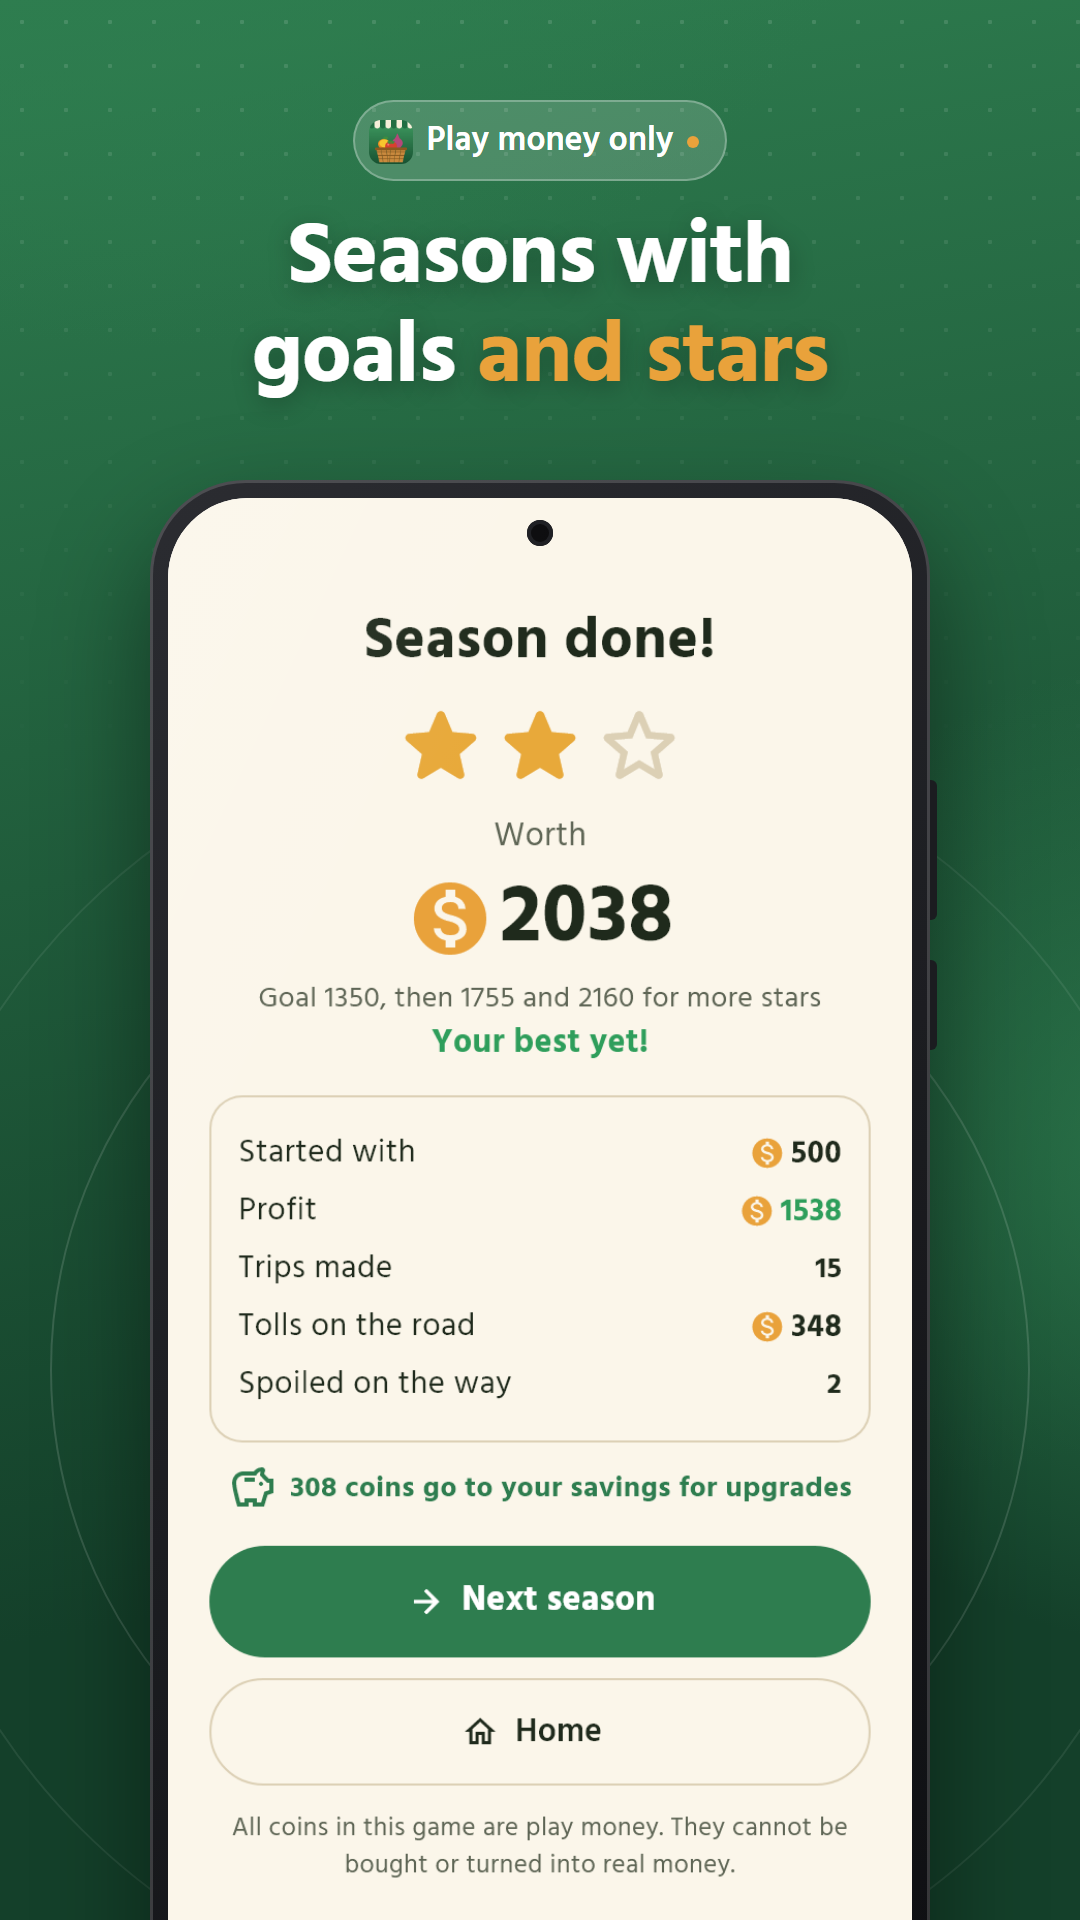 Play money only
Seasons with
goals and stars
Season done!
Worth
$ 2038
Goal 1350, then 1755 and 2160 for more stars
Your best yet!
Started with $ 500
Profit $ 1538
Trips made 15
Tolls on the road $ 348
Spoiled on the way 2
308 coins go to your savings for upgrades
Next season
Home
All coins in this game are play money. They cannot be
bought or turned into real money.